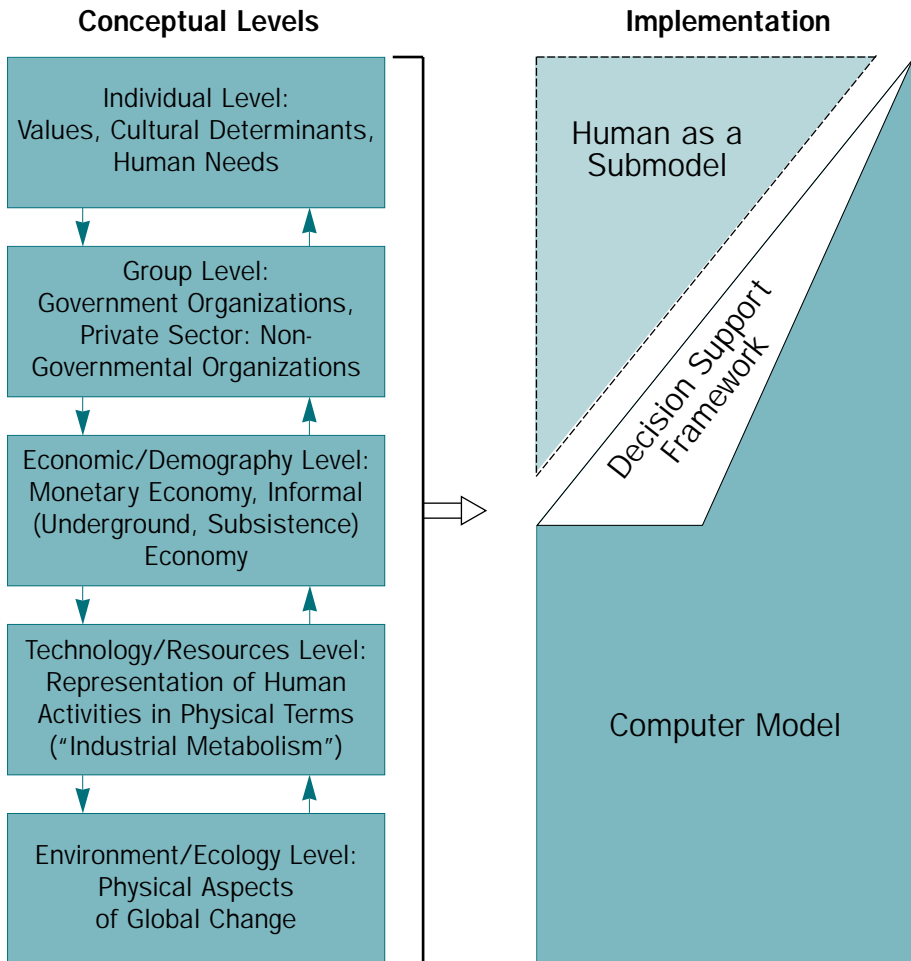 Conceptual Levels
Individual Level:
Values, Cultural Determinants,
Human Needs
Group Level:
Government Organizations,
Private Sector: Non-
Governmental Organizations
Economic/Demography Level:
Monetary Economy, Informal
(Underground, Subsistence)
Economy
Technology/Resources Level:
Representation of Human
Activities in Physical Terms
(“Industrial Metabolism”)
Environment/Ecology Level:
Physical Aspects
of Global Change
Implementation
Human as a
Submodel
Decision Support
Framework
Computer Model